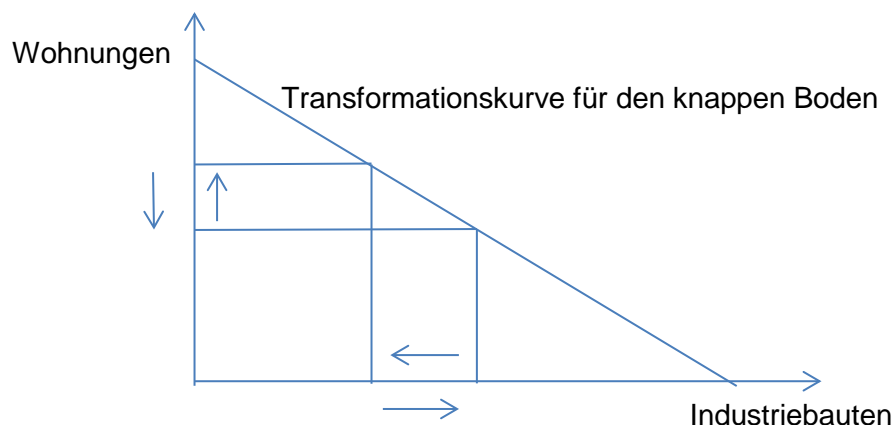 Wohnungen
Transformationskurve für den knappen Boden
Industriebauten